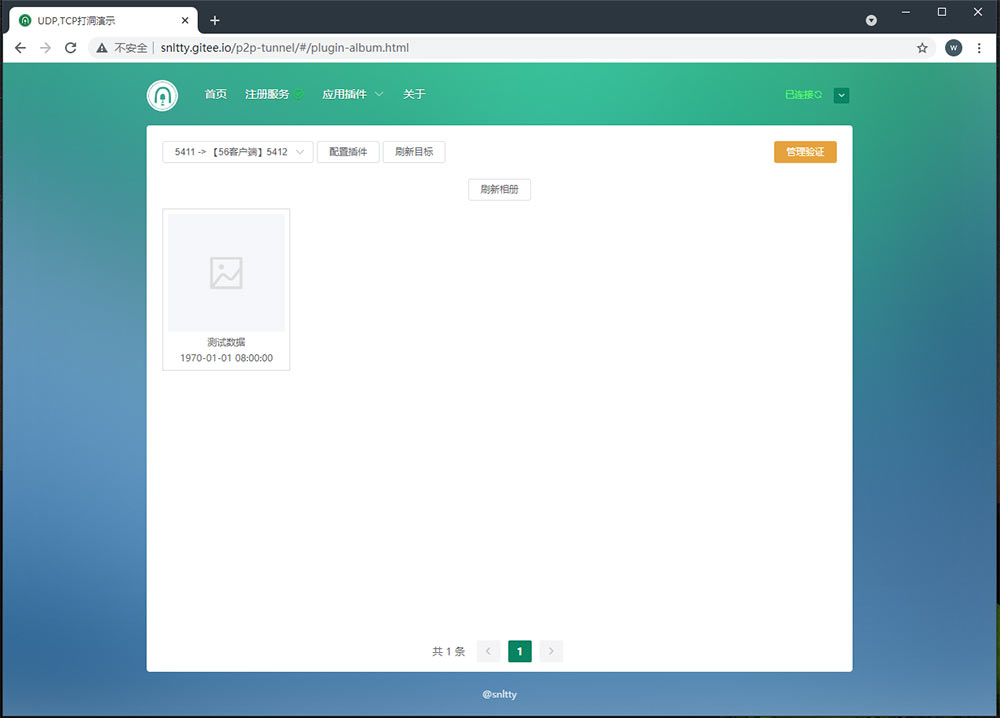 UDP,TCP打洞演示
不安全 snltty.gitee.io/p2p-tunnel/#/plugin-album.html
W
首页 注册服务 应用插件 关于
已连接
5411 -> 【56客户端】5412 配置插件 刷新目标 管理验证
刷新相册
测试数据
1970-01-01 08:00:00
共 1 条 1
@snltty